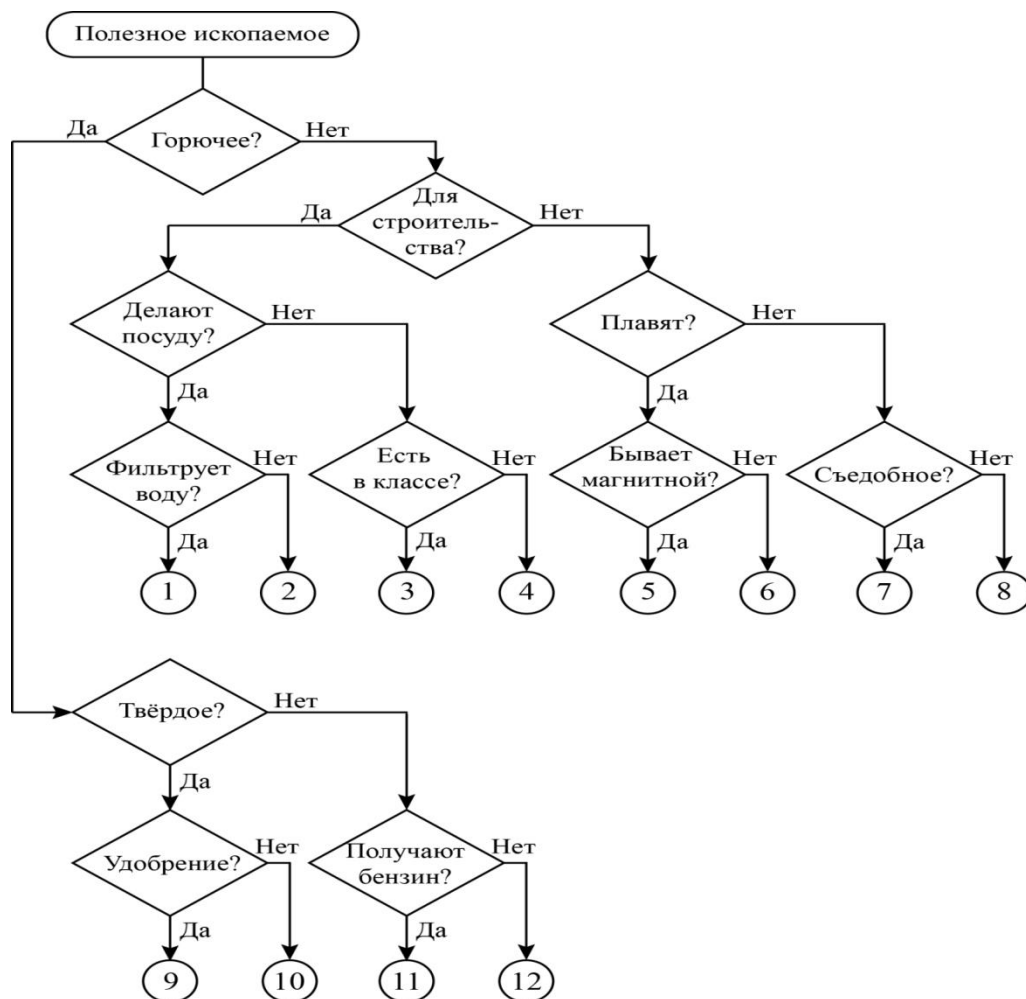 Полезное ископаемое
Да
Горючее?
Нет
Да
Для
строитель-
ства?
Нет
Делают
посуду?
Нет
Плавят?
Нет
Да
Да
Фильтрует
воду?
Нет
Есть
в классе?
Нет
Бывает
магнитной?
Нет
Съедобное?
Нет
Да
Да
Да
Да
1
2
3
4
5
6
7
8
Твёрдое?
Нет
Да
Удобрение?
Нет
Получают
бензин?
Нет
Да
Да
9
10
11
12